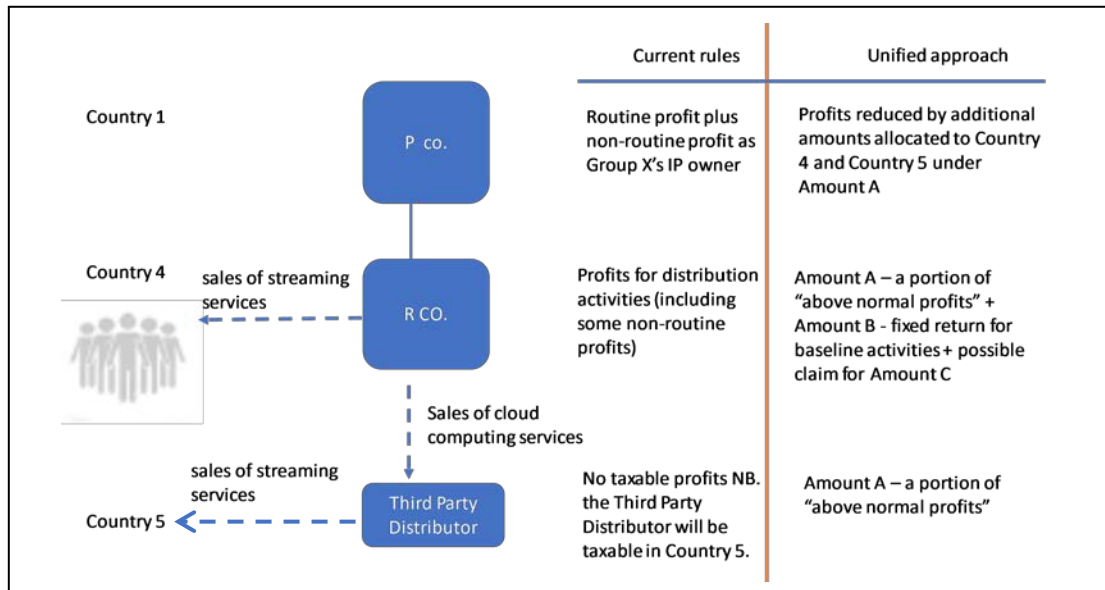 Current rules
Unified approach
Country 1
P co.
Routine profit plus
non-routine profit as
Group X's IP owner
Profits reduced by additional
amounts allocated to Country
4 and Country 5 under
Amount A
Country 4
sales of streaming
services
R CO.
Profits for distribution
activities (including
some non-routine
profits)
Amount A – a portion of
“above normal profits” +
Amount B - fixed return for
baseline activities + possible
claim for Amount C
Sales of cloud
computing services
sales of streaming
services
Country 5
Third Party
Distributor
No taxable profits NB.
the Third Party
Distributor will be
taxable in Country 5.
Amount A – a portion of
“above normal profits”